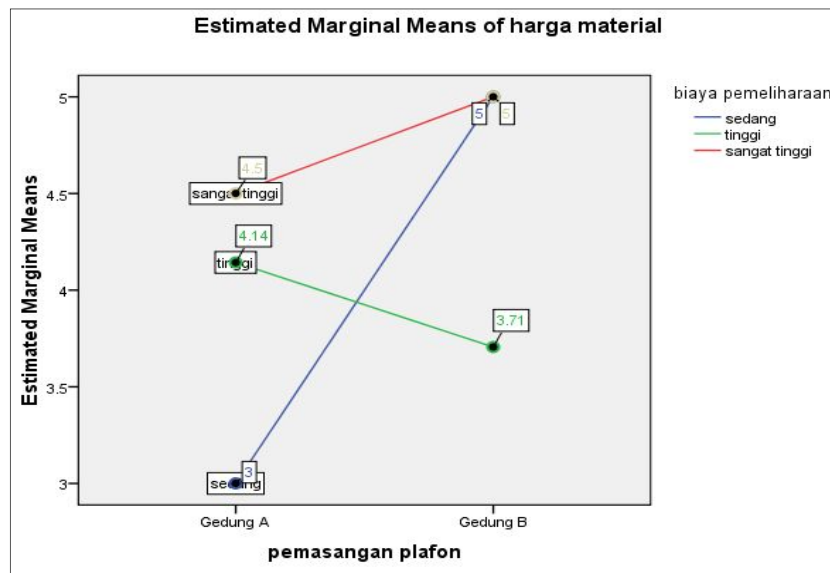 Estimated Marginal Means of harga material
Estimated Marginal Means
5
4.5
4
3.5
3
5
5
4.5
sangat tinggi
4.14
tinggi
3.71
3
sedang
Gedung A
Gedung B
pemasangan plafon
biaya pemeliharaan
sedang
tinggi
sangat tinggi